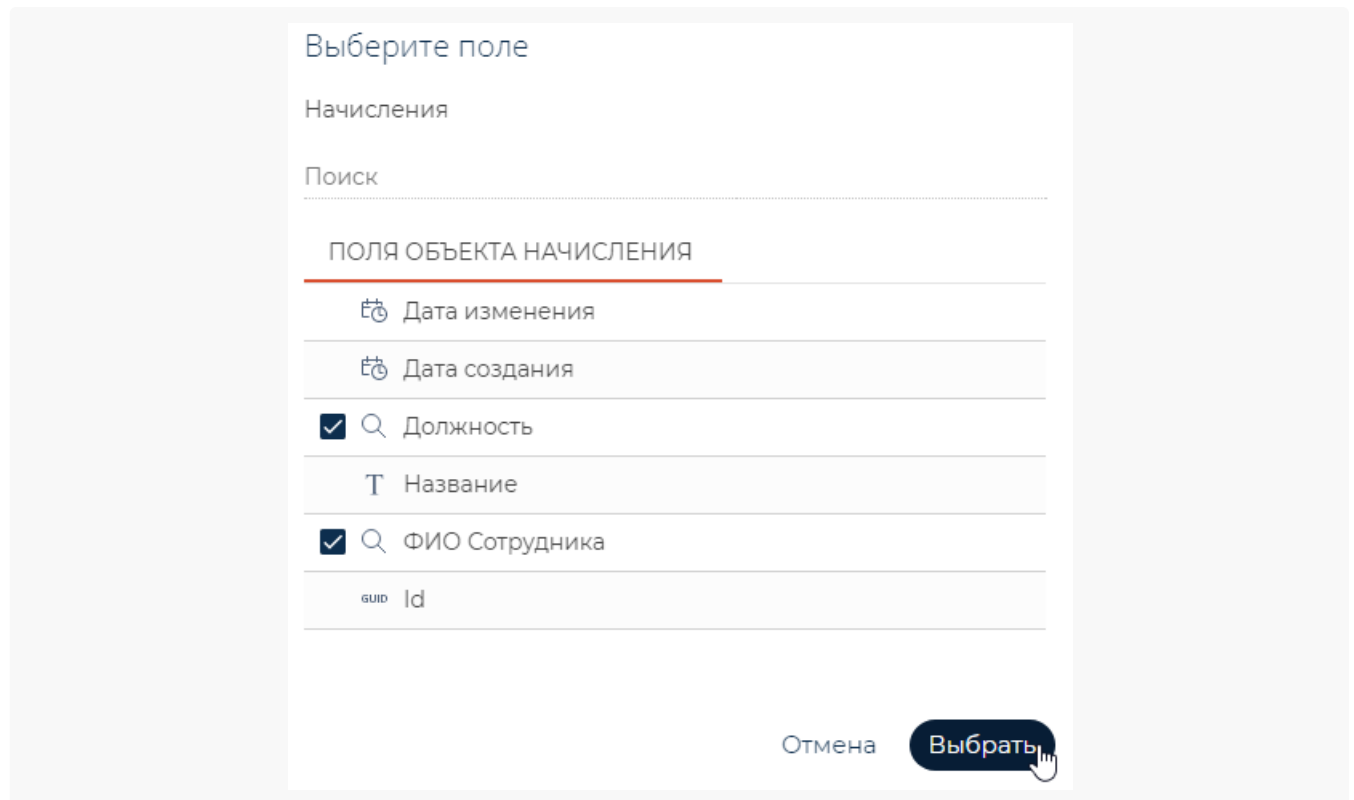 Выберите поле
Начисления
Поиск
ПОЛЯ ОБЪЕКТА НАЧИСЛЕНИЯ
Дата изменения
Дата создания
Должность
T Название
ФИО Сотрудника
GUID Id
Отмена Выбрать